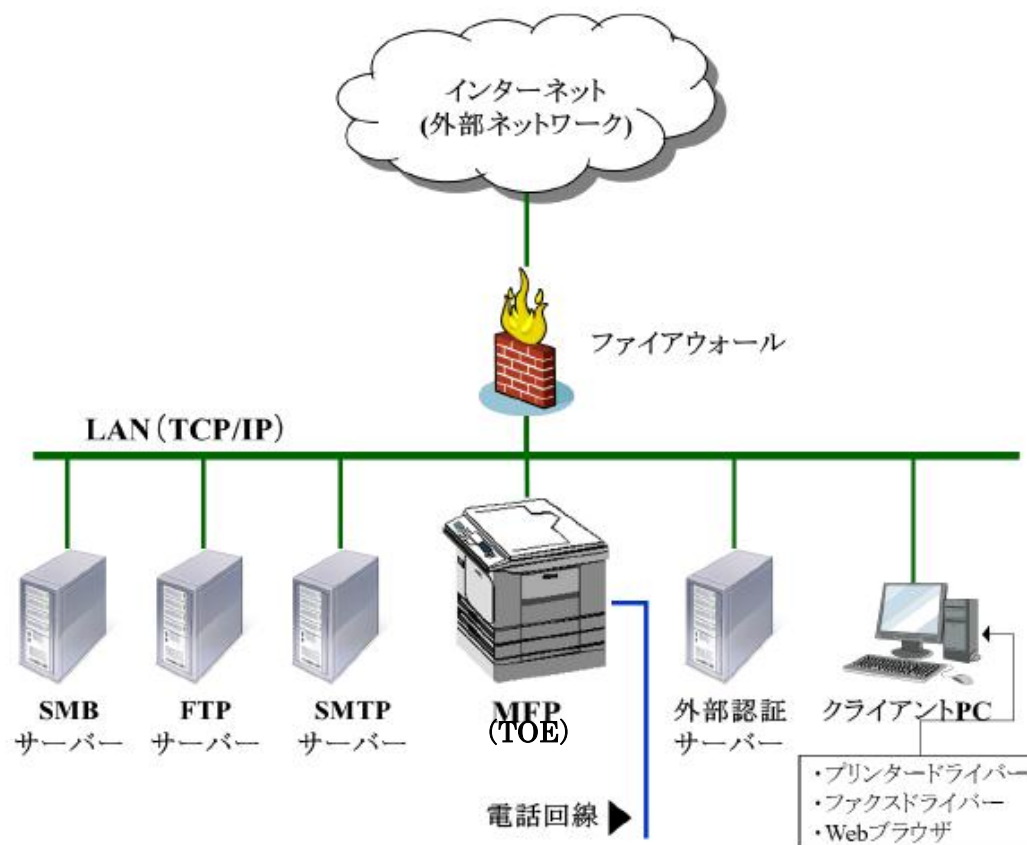 インターネット
(外部ネットワーク)
ファイアウォール
LAN(TCP/IP)
SMB
サーバー
FTP
サーバー
SMTP
サーバー
MFP
(TOE)
外部認証
サーバー
クライアントPC
電話回線
・プリンタードライバー
・ファクスドライバー
・Webブラウザ